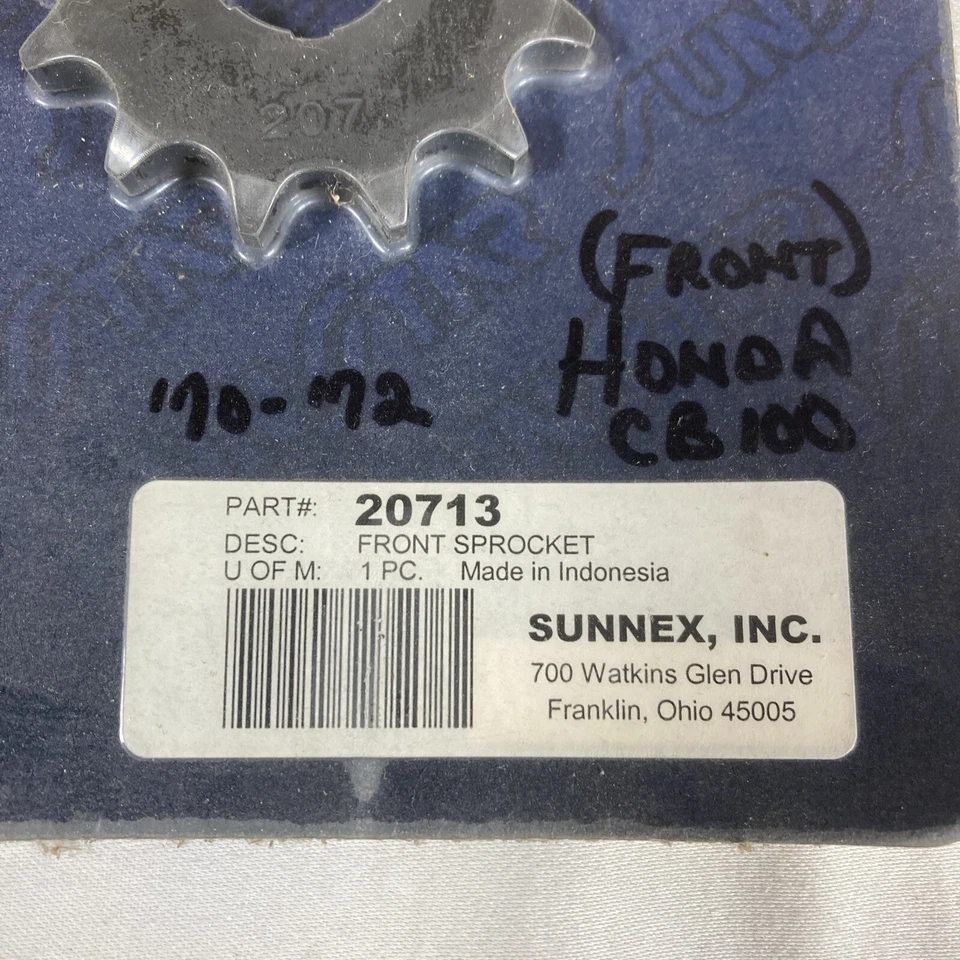 207
(FRONT)
HONDA
CB100
'70-'72
PART#: 20713
DESC: FRONT SPROCKET
U OF M: 1 PC. Made in Indonesia
SUNNEX, INC.
700 Watkins Glen Drive
Franklin, Ohio 45005